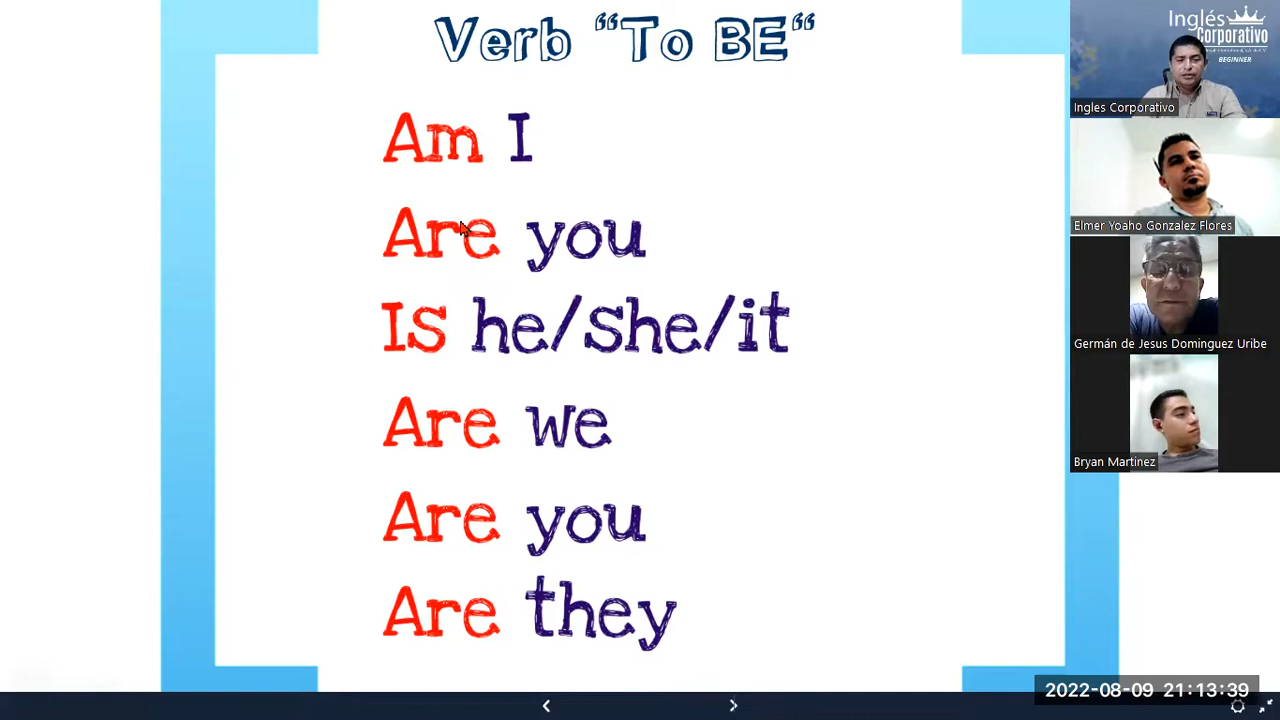 Verb “To BE“
Am I
Are you
Is he/she/it
Are we
Are you
Are they
Inglés
Corporativo
BEGINNER
Ingles Corporativo
Elmer Yoaho Gonzalez Flores
Germán de Jesus Dominguez Uribe
Bryan Martinez
2022-08-09 21:13:39